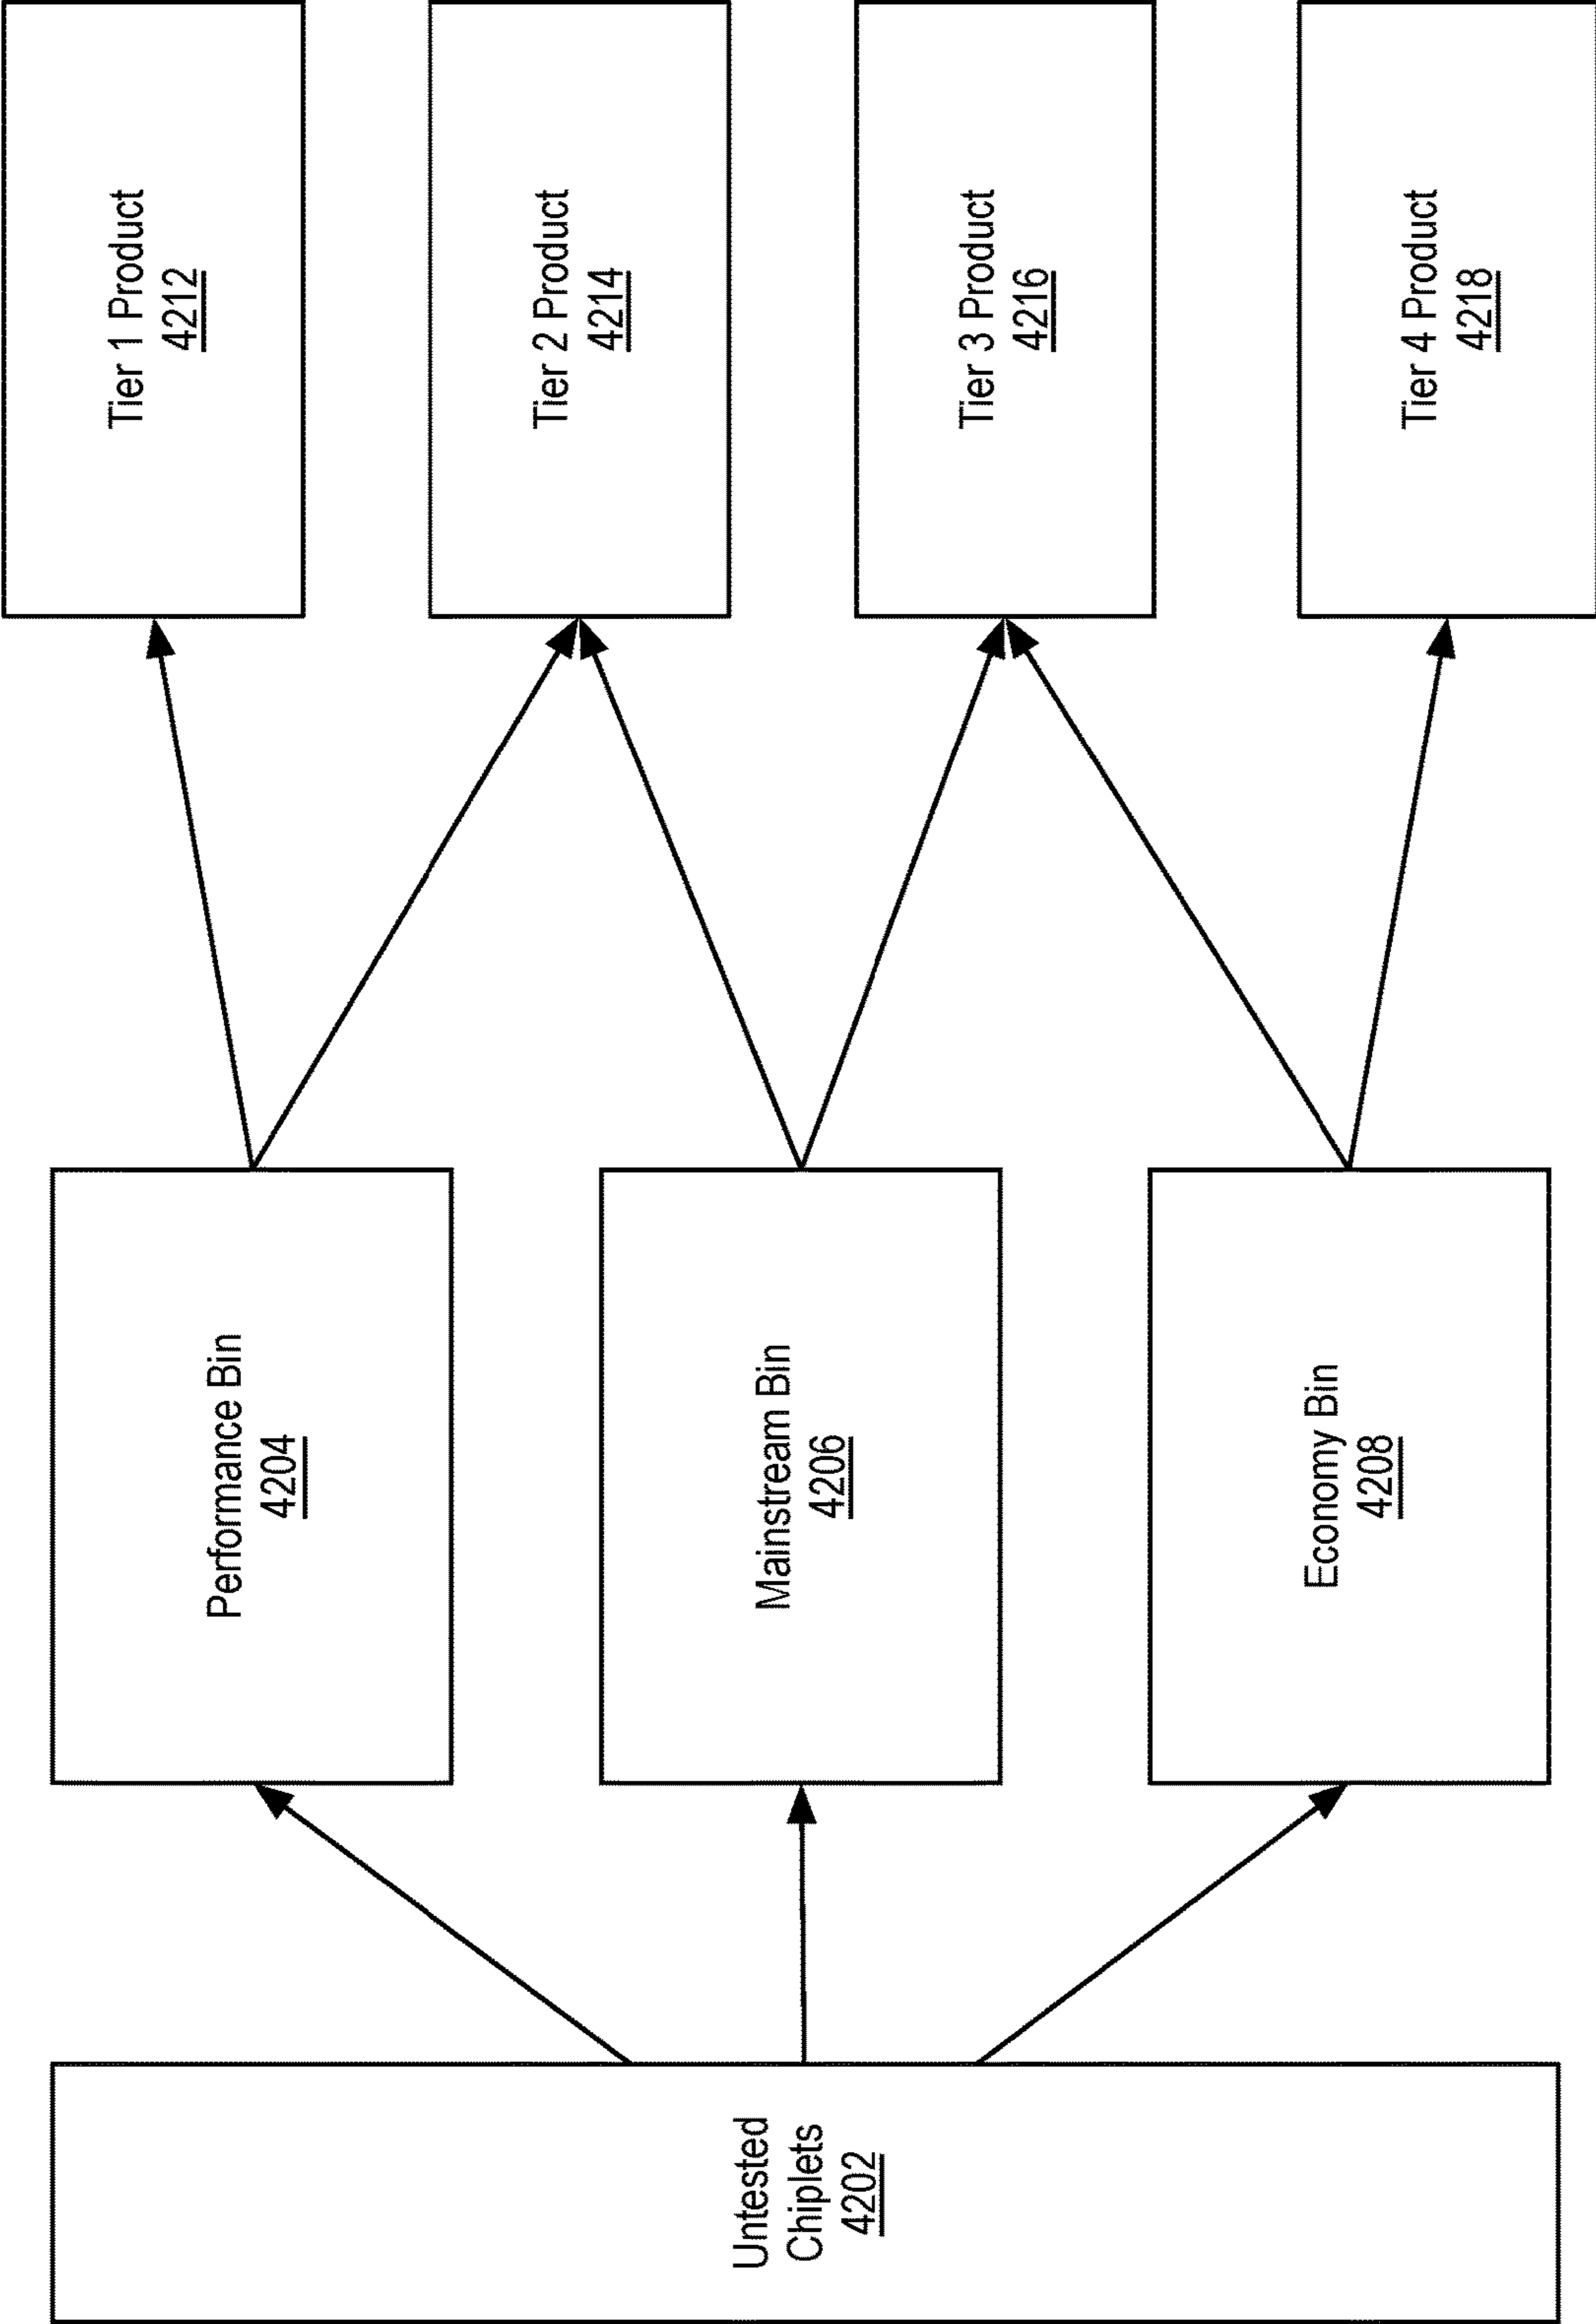 Untested
Chiplets
4202
Performance Bin
4204
Mainstream Bin
4206
Economy Bin
4208
Tier 1 Product
4212
Tier 2 Product
4214
Tier 3 Product
4216
Tier 4 Product
4218